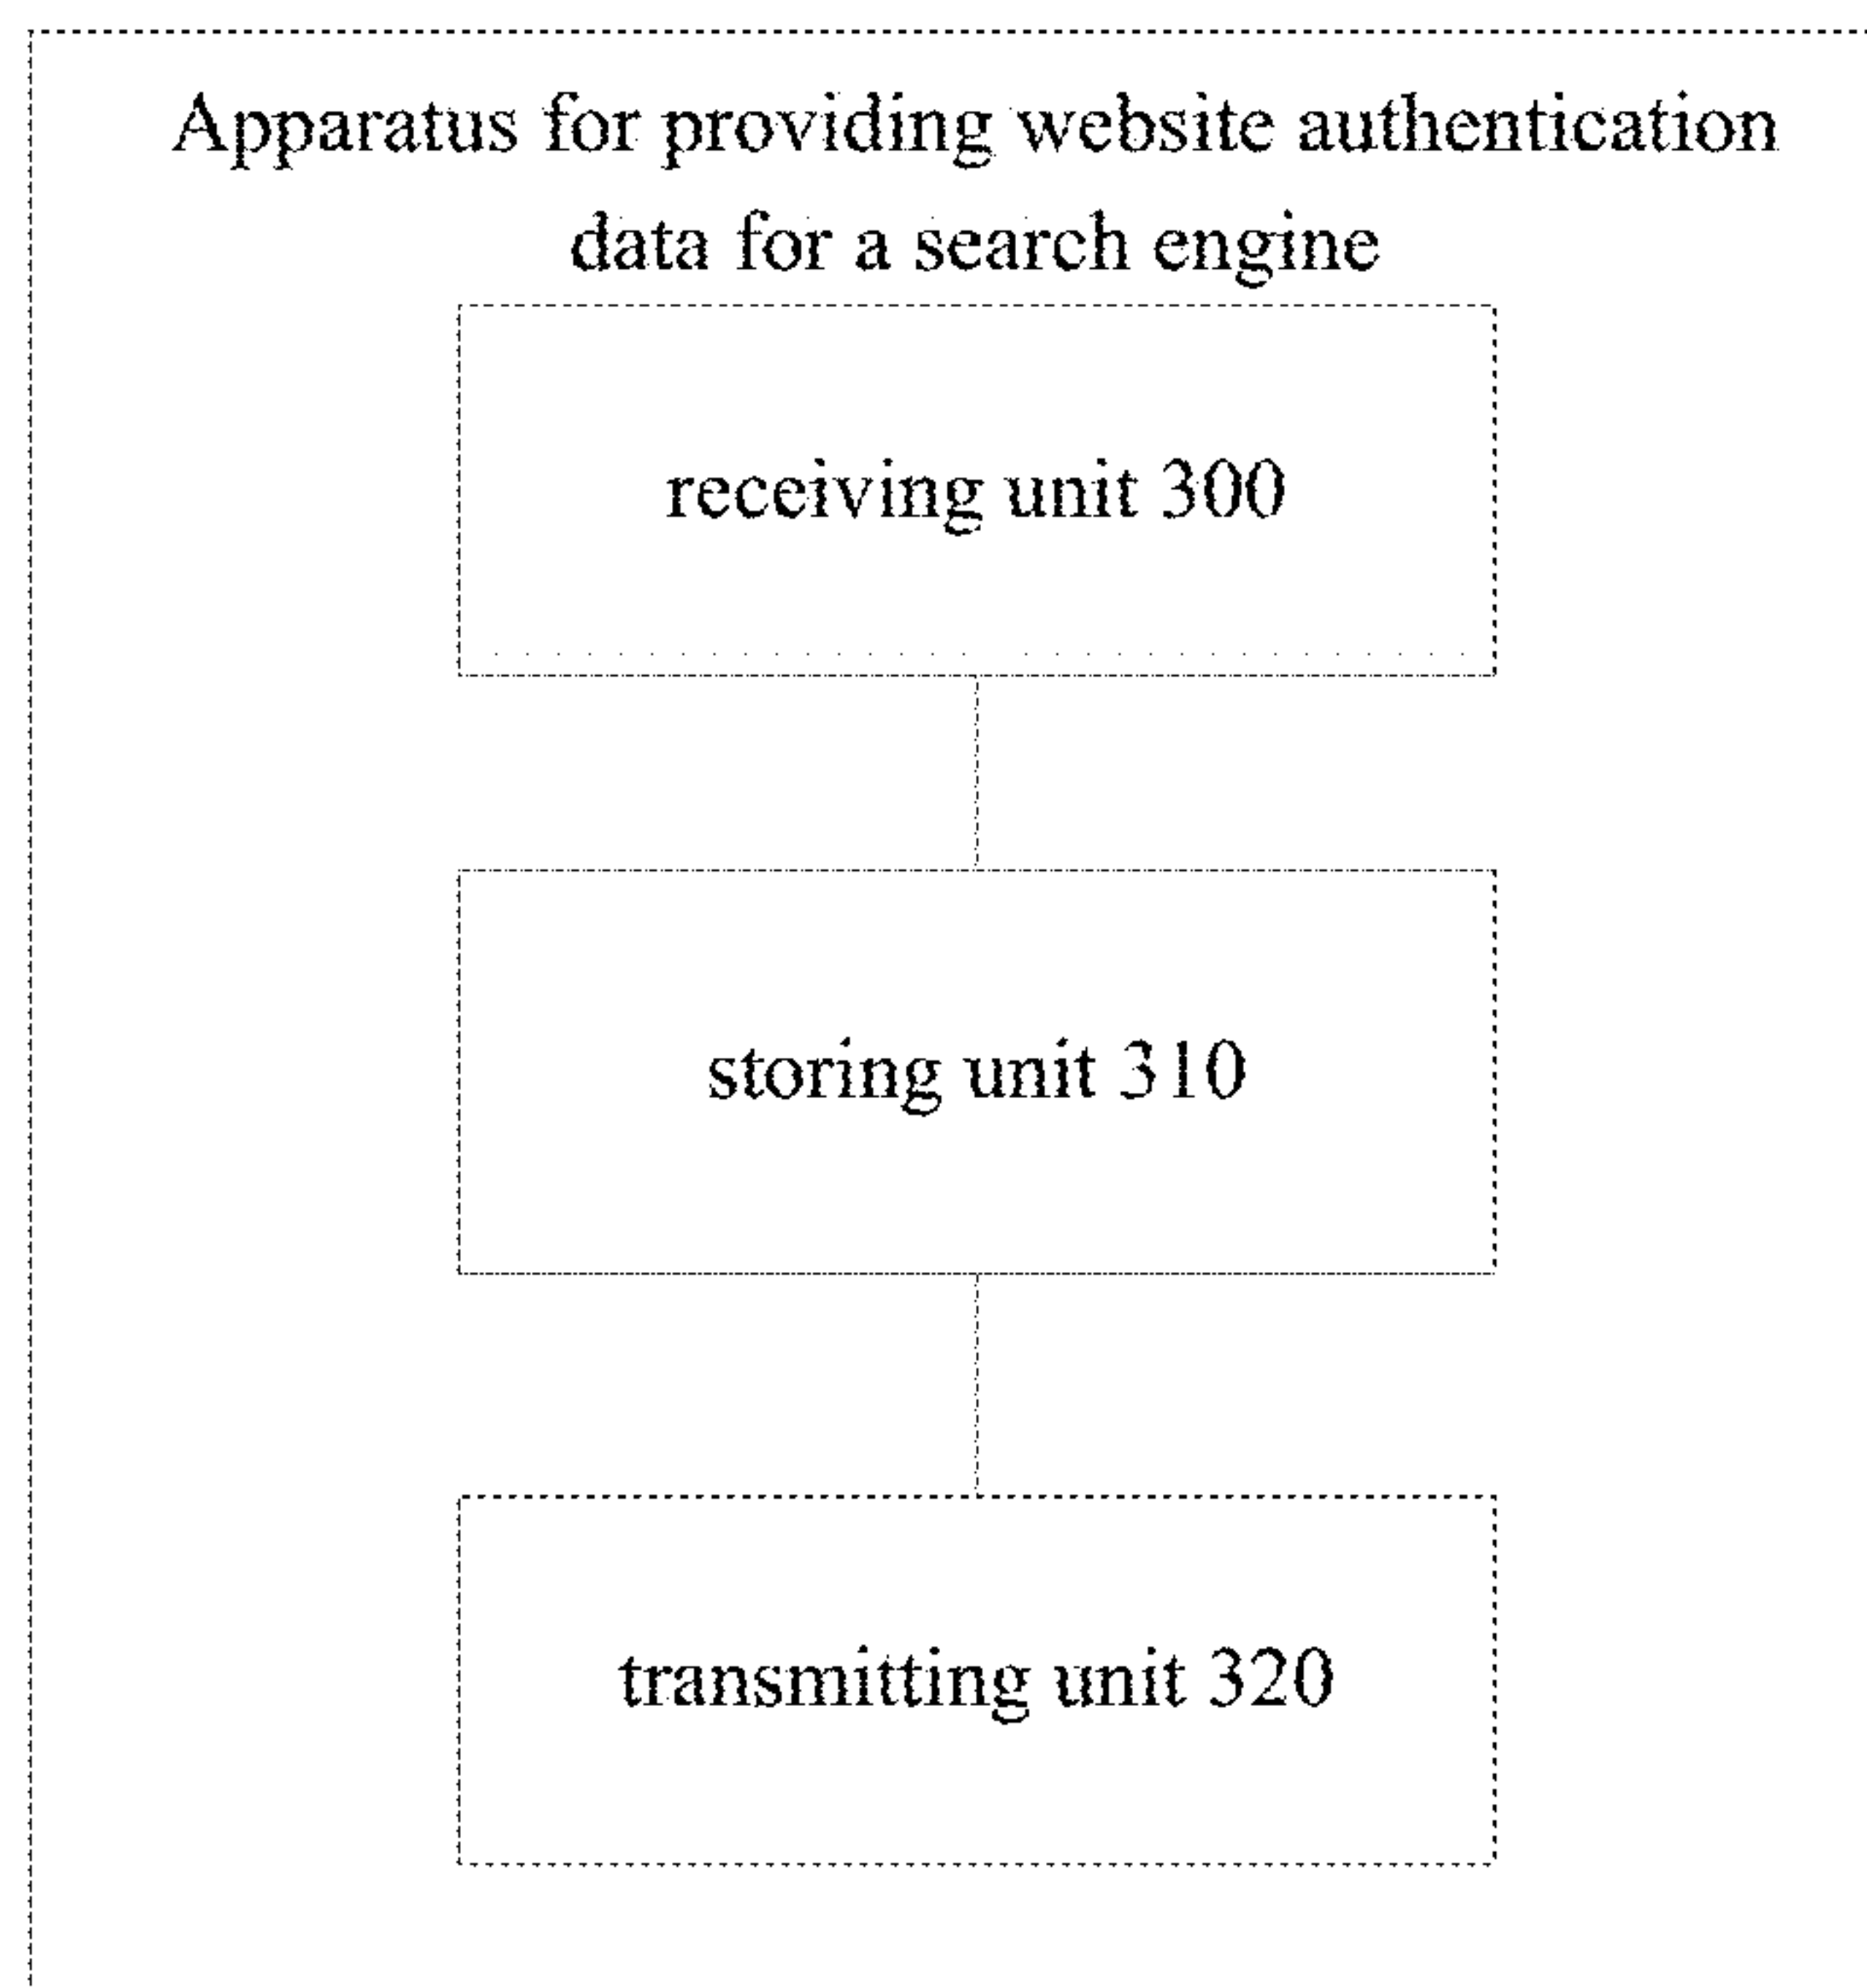 Apparatus for providing website authentication
data for a search engine
receiving unit 300
storing unit 310
transmitting unit 320